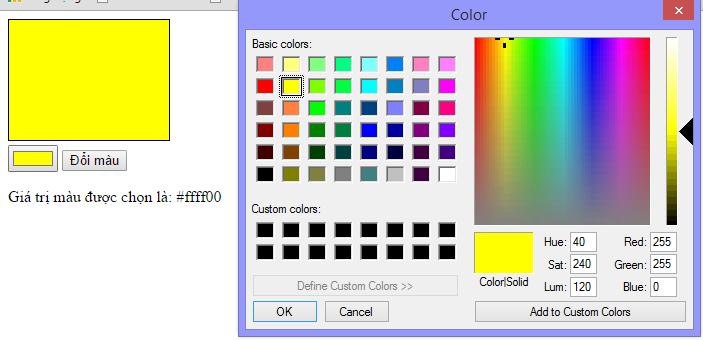 Color
Basic colors:
Đổi màu
Giá trị màu được chọn là: #ffff00
Custom colors:
Define Custom Colors >>
OK
Cancel
Color|Solid
Hue: 40
Sat: 240
Lum: 120
Red: 255
Green: 255
Blue: 0
Add to Custom Colors